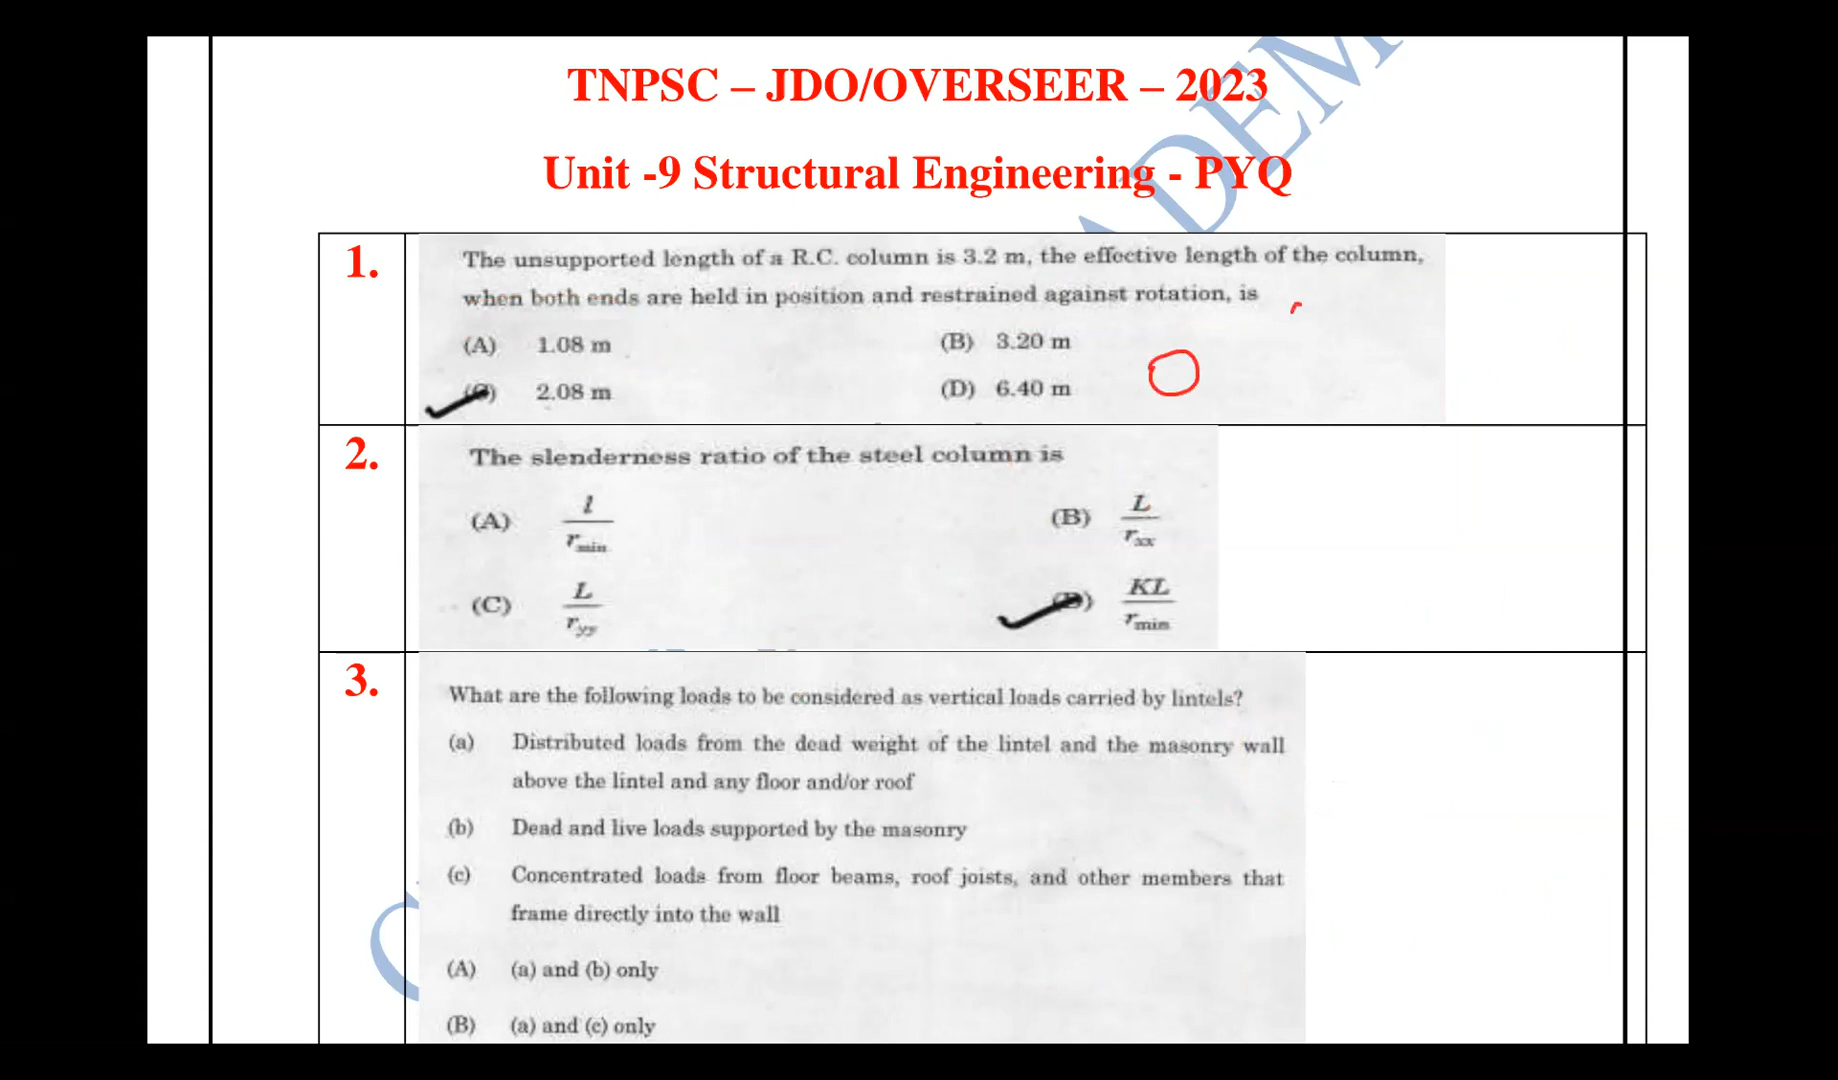 TNPSC – JDO/OVERSEER – 2023
Unit -9 Structural Engineering - PYQ
1.
The unsupported length of a R.C. column is 3.2 m, the effective length of the column,
when both ends are held in position and restrained against rotation, is
(A) 1.08 m (B) 3.20 m
(C) 2.08 m (D) 6.40 m
2.
The slenderness ratio of the steel column is
(A) l / r_min (B) L / r_xx
(C) L / r_yy (D) KL / r_min
3.
What are the following loads to be considered as vertical loads carried by lintels?
(a) Distributed loads from the dead weight of the lintel and the masonry wall
above the lintel and any floor and/or roof
(b) Dead and live loads supported by the masonry
(c) Concentrated loads from floor beams, roof joists, and other members that
frame directly into the wall
(A) (a) and (b) only
(B) (a) and (c) only